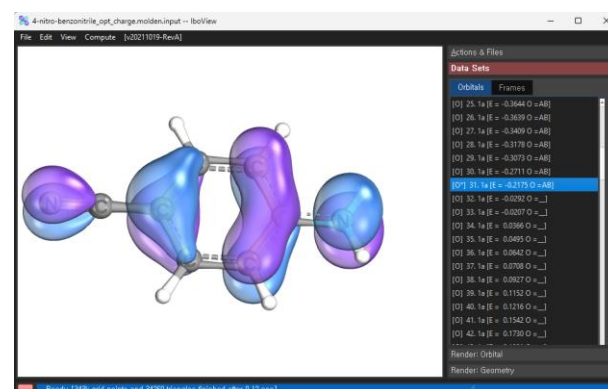 4-nitro-benzonitrile_opt_charge.molden.input -- IboView
File Edit View Compute [v20211019-RevA]
Actions & Files
Data Sets
Orbitals Frames
[O] 25. 1a [E = -0.3644 O =AB]
[O] 26. 1a [E = -0.3639 O =AB]
[O] 27. 1a [E = -0.3409 O =AB]
[O] 28. 1a [E = -0.3178 O =AB]
[O] 29. 1a [E = -0.3073 O =AB]
[O] 30. 1a [E = -0.2711 O =AB]
[O*] 31. 1a [E = -0.2175 O =AB]
[O] 32. 1a [E = -0.0292 O =__]
[O] 33. 1a [E = -0.0207 O =__]
[O] 34. 1a [E = 0.0366 O =__]
[O] 35. 1a [E = 0.0495 O =__]
[O] 36. 1a [E = 0.0642 O =__]
[O] 37. 1a [E = 0.0708 O =__]
[O] 38. 1a [E = 0.0927 O =__]
[O] 39. 1a [E = 0.1152 O =__]
[O] 40. 1a [E = 0.1216 O =__]
[O] 41. 1a [E = 0.1542 O =__]
[O] 42. 1a [E = 0.1730 O =__]
Render: Orbital
Render: Geometry
N C C C C C C C N